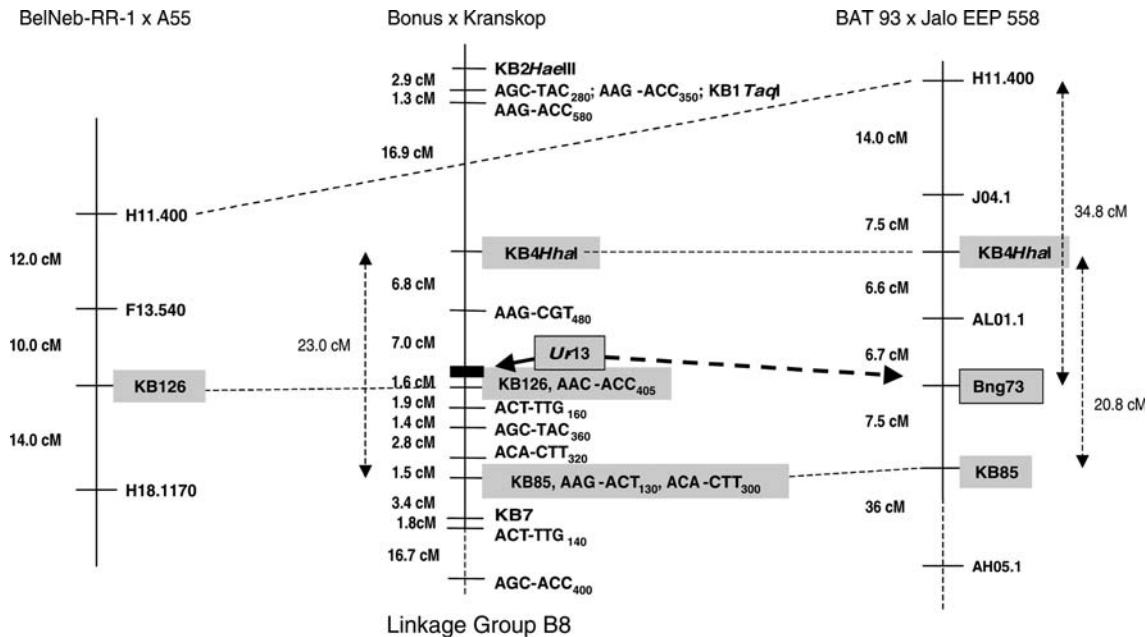 BelNeb-RR-1 x A55
Bonus x Kranskop
BAT 93 x Jalo EEP 558
H11.400
12.0 cM
F13.540
10.0 cM
KB126
14.0 cM
H18.1170
KB2HaeIII
2.9 cM
AGC-TAC280; AAG -ACC350; KB1 TaqI
1.3 cM
AAG-ACC580
16.9 cM
KB4HhaI
6.8 cM
AAG-CGT480
7.0 cM
23.0 cM
Ur13
1.6 cM
KB126, AAC -ACC405
1.9 cM
ACT-TTG160
1.4 cM
AGC-TAC360
2.8 cM
ACA-CTT320
1.5 cM
KB85, AAG -ACT130, ACA -CTT300
3.4 cM
KB7
1.8cM
ACT-TTG140
16.7 cM
AGC-ACC400
H11.400
14.0 cM
J04.1
34.8 cM
7.5 cM
KB4HhaI
6.6 cM
AL01.1
6.7 cM
Bng73
20.8 cM
7.5 cM
KB85
36 cM
AH05.1
Linkage Group B8